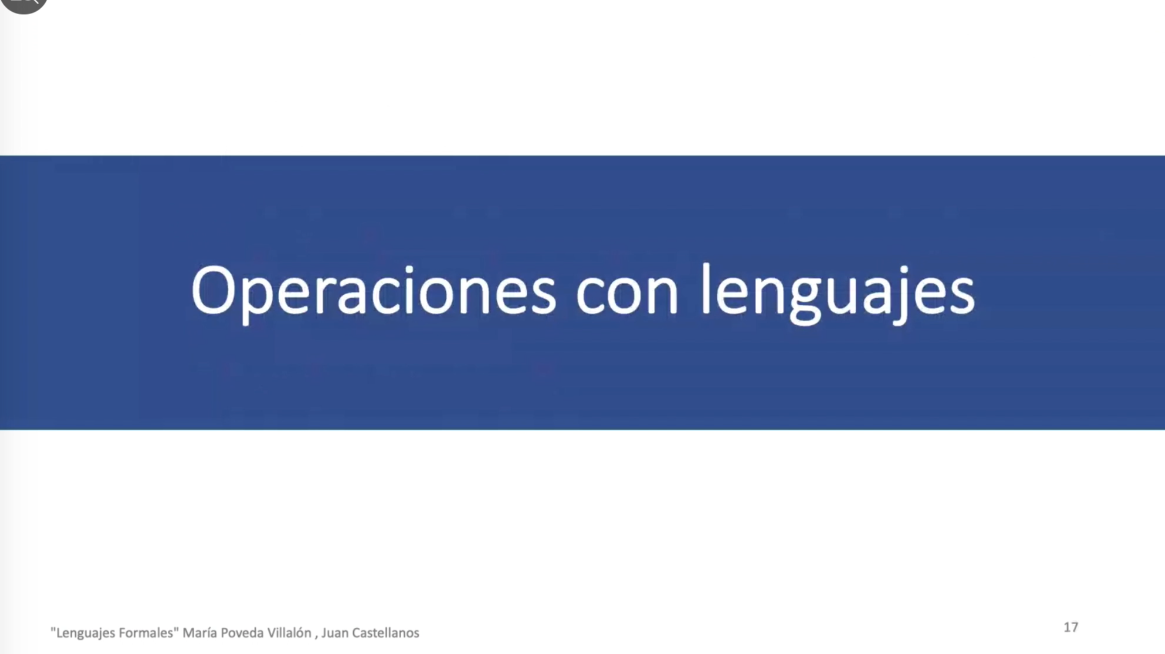 Operaciones con lenguajes
"Lenguajes Formales" María Poveda Villalón , Juan Castellanos
17